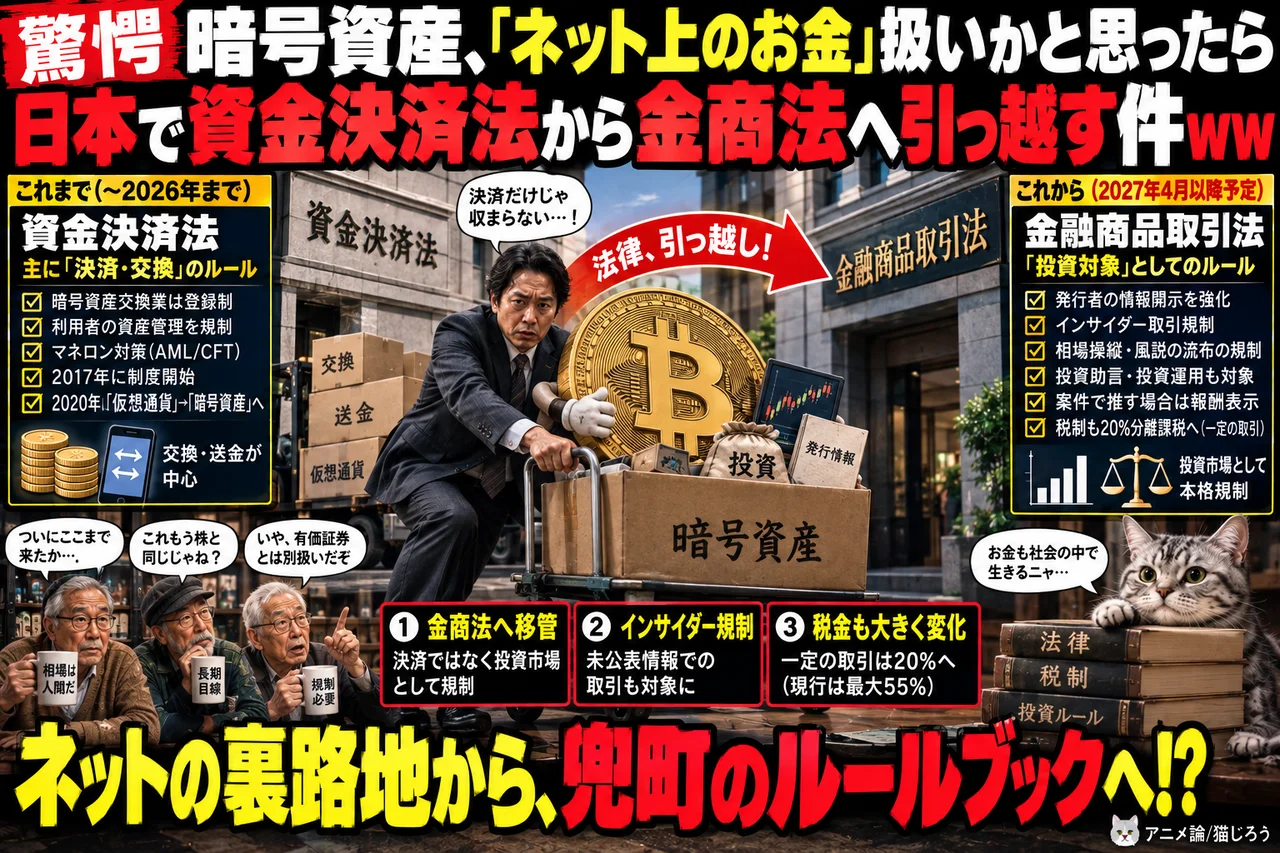 驚愕 暗号資産、「ネット上のお金」扱いかと思ったら
日本で資金決済法から金商法へ引っ越す件ww
これまで(～2026年まで)
資金決済法
主に「決済・交換」のルール
暗号資産交換業は登録制
利用者の資産管理を規制
マネロン対策(AML/CFT)
2017年に制度開始
2020年に「仮想通貨」→「暗号資産」へ
交換・送金が
中心
資金決済法
決済だけじゃ
収まらない…！
法律、引っ越し！
金融商品取引法
交換
送金
仮想通貨
投資
発行情報
暗号資産
これから(2027年4月以降予定)
金融商品取引法
「投資対象」としてのルール
発行者の情報開示を強化
インサイダー取引規制
相場操縦・風説の流布の規制
投資助言・投資運用も対象
案件で推す場合は報酬表示
税制も20%分離課税へ(一定の取引)
投資市場として
本格規制
ついにここまで
来たか…。
これもう株と
同じじゃね？
いや、有価証券
とは別扱いだぞ
相場は
人間だ
長期
目線
規制
必要
1 金商法へ移管
決済ではなく投資市場
として規制
2 インサイダー規制
未公表情報での
取引も対象に
3 税金も大きく変化
一定の取引は20%へ
(現行は最大55%)
お金も社会の中で
生きるニャ…
法律
税制
投資ルール
ネットの裏路地から、兜町のルールブックへ!?
アニメ論/猫じろう